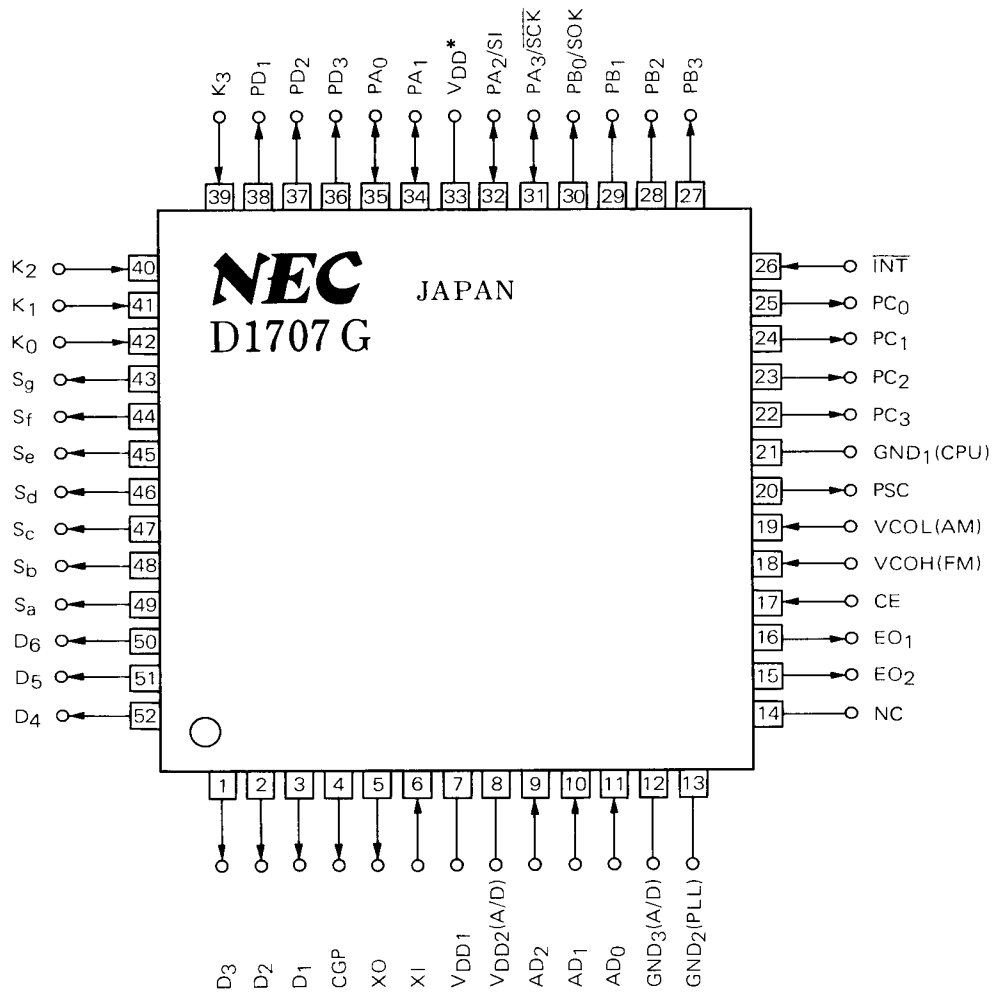 K3 PD1 PD2 PD3 PA0 PA1 VDD* PA2/SI PA3/S̅C̅K̅ PB0/SOK PB1 PB2 PB3
39 38 37 36 35 34 33 32 31 30 29 28 27
NEC JAPAN
D1707 G
K2 40
K1 41
K0 42
Sg 43
Sf 44
Se 45
Sd 46
Sc 47
Sb 48
Sa 49
D6 50
D5 51
D4 52
26 I̅N̅T̅
25 PC0
24 PC1
23 PC2
22 PC3
21 GND1(CPU)
20 PSC
19 VCOL(AM)
18 VCOH(FM)
17 CE
16 EO1
15 EO2
14 NC
1 2 3 4 5 6 7 8 9 10 11 12 13
D3 D2 D1 CGP XO XI VDD1 VDD2(A/D) AD2 AD1 AD0 GND3(A/D) GND2(PLL)